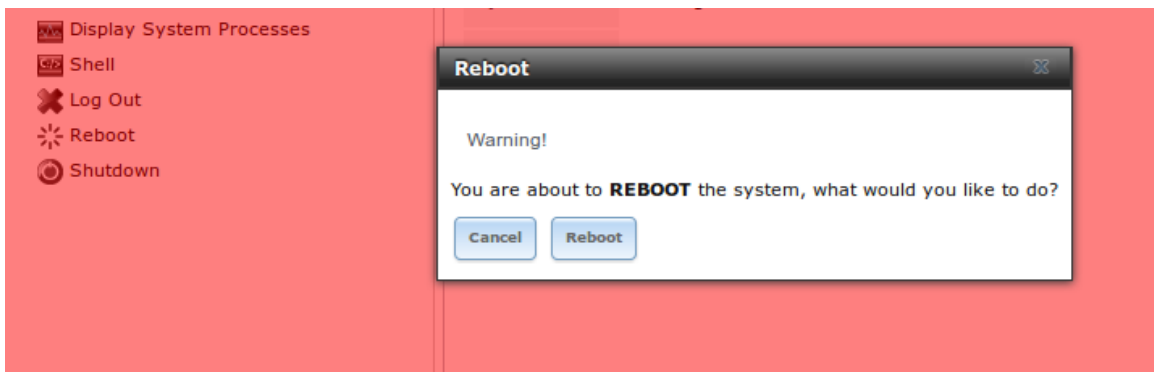 Display System Processes
Shell
Log Out
Reboot
Shutdown
Reboot
Warning!
You are about to REBOOT the system, what would you like to do?
Cancel Reboot